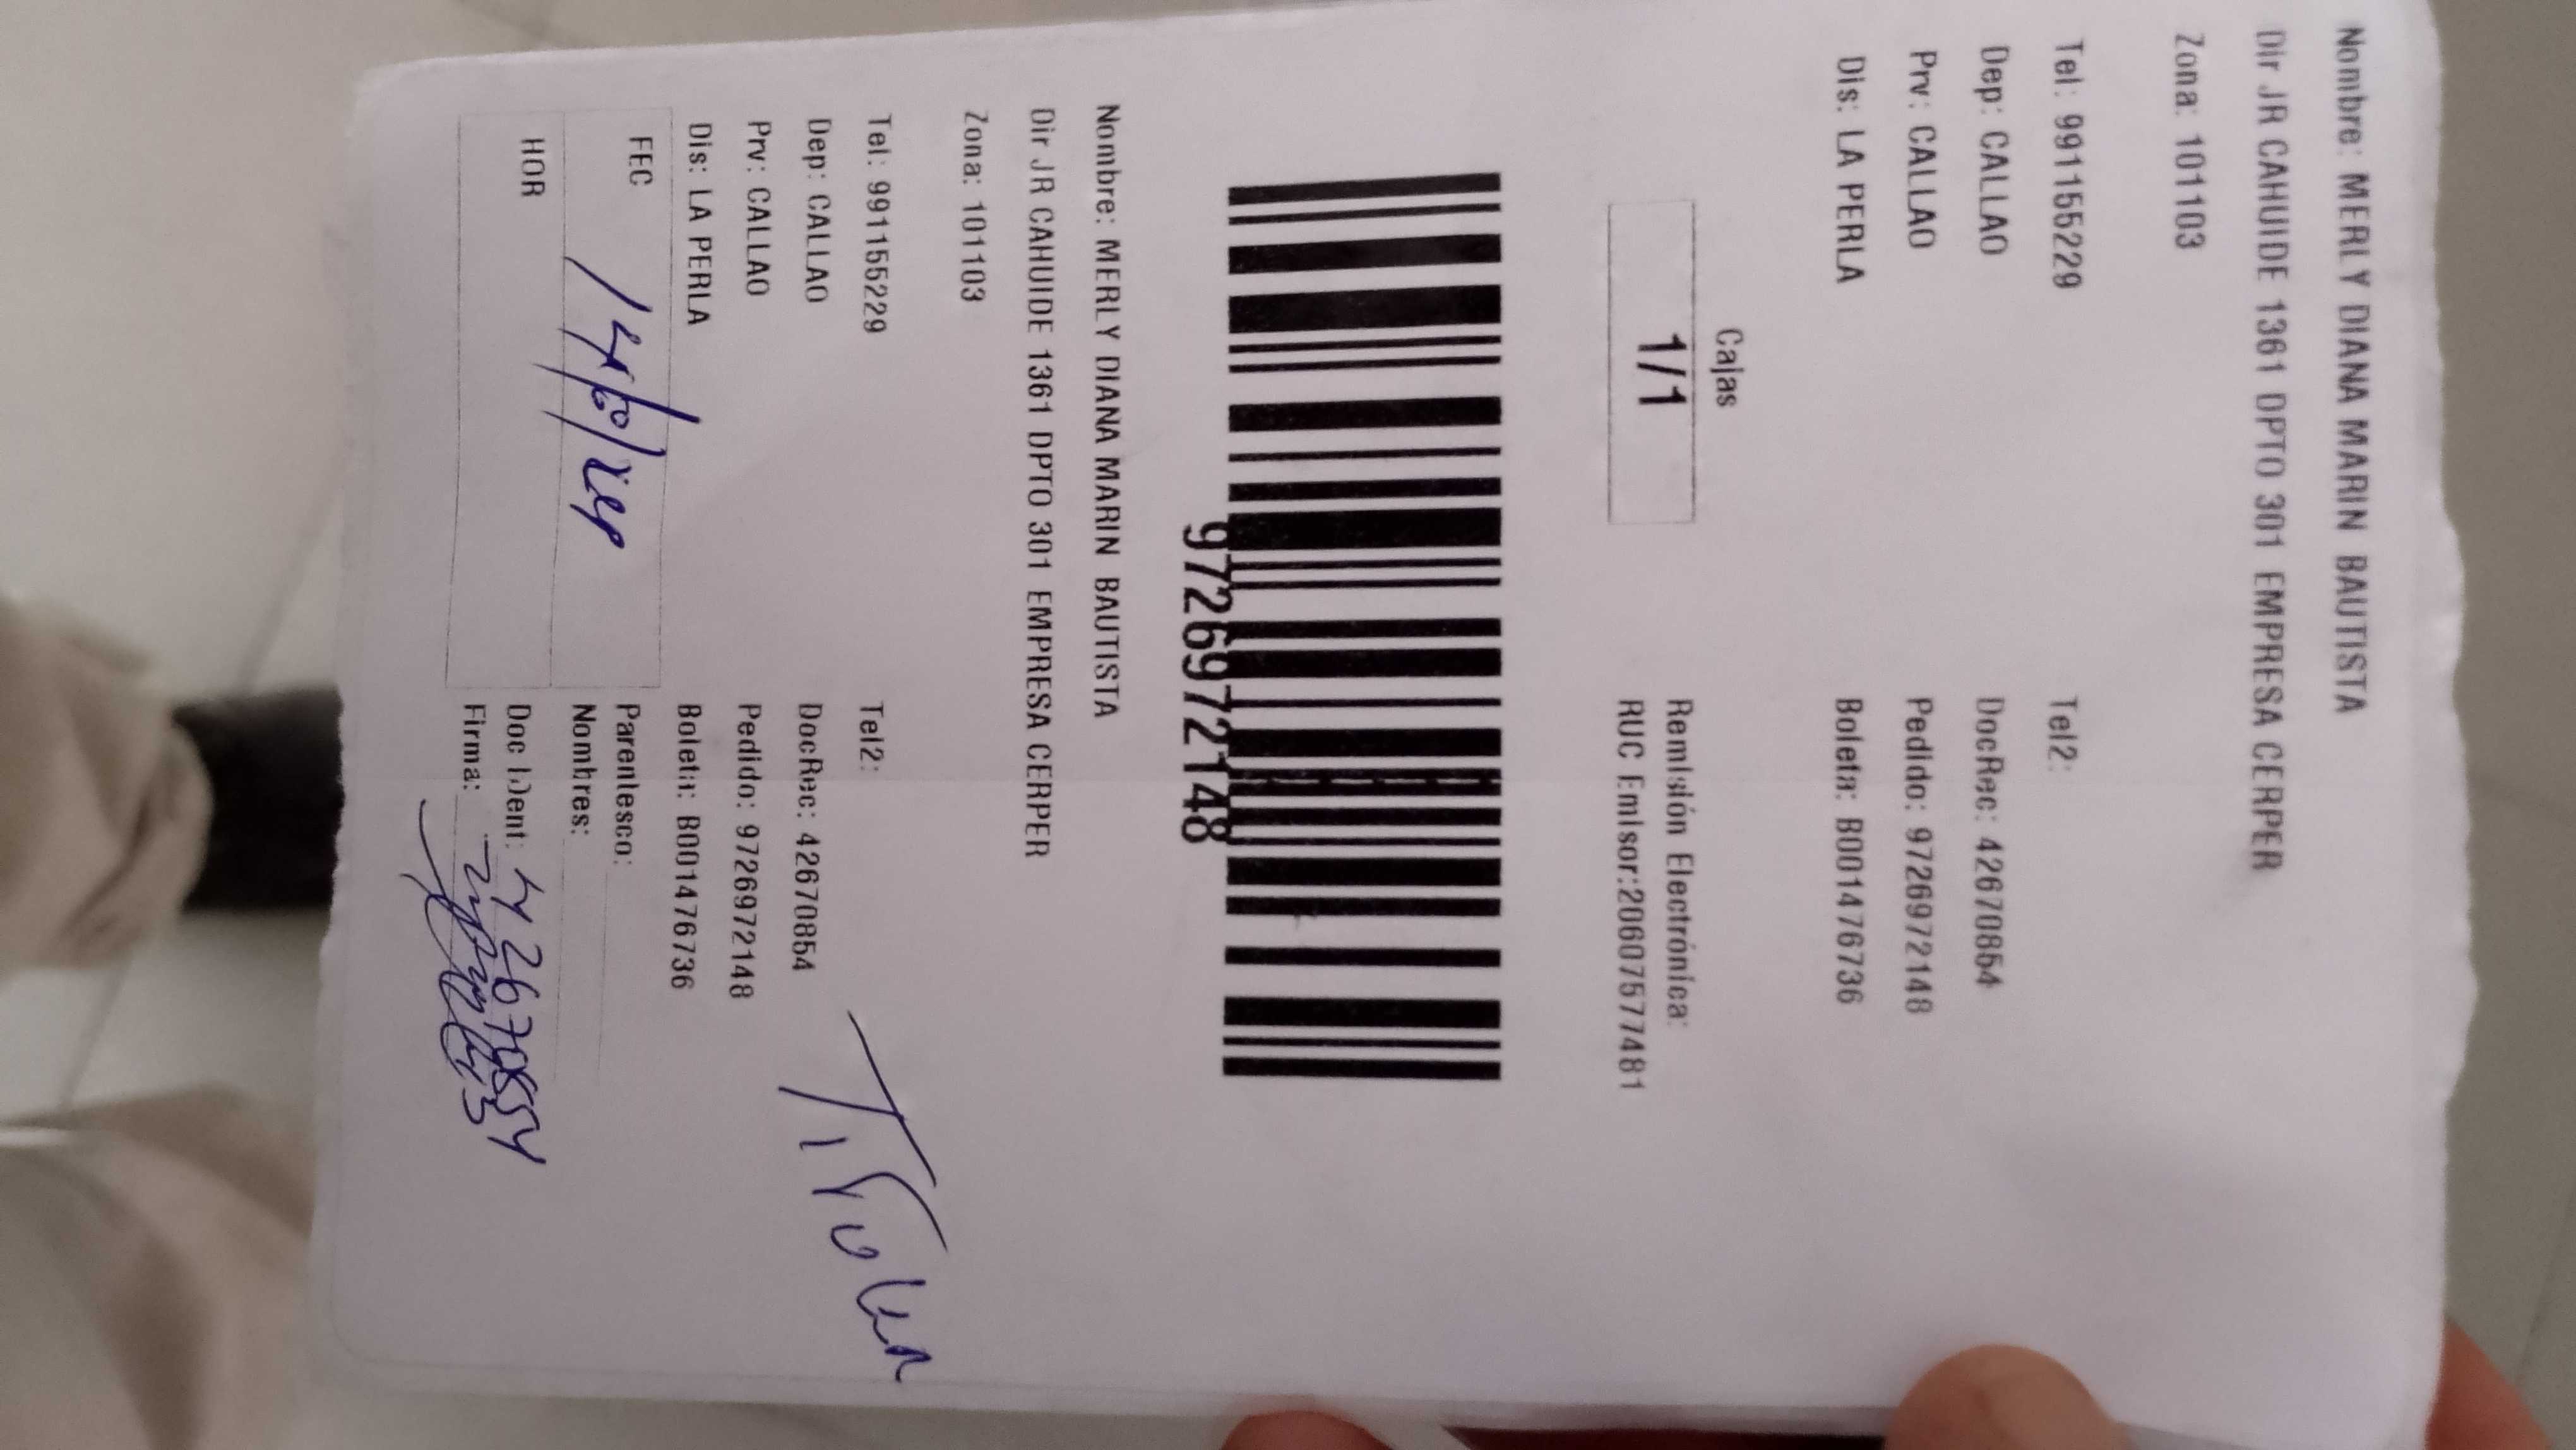 Nombre: MERLY DIANA MARIN BAUTISTA
Dir JR CAHUIDE 1361 DPTO 301 EMPRESA CERPER
Zona: 101103
Tel: 991155229 Tel2:
Dep: CALLAO DocRec: 42670854
Prv: CALLAO Pedido: 9726972148
Dis: LA PERLA Boleta: B001476736
Cajas
1/1
Remisión Electrónica:
RUC Emisor:20607577481
9726972148
Nombre: MERLY DIANA MARIN BAUTISTA
Dir JR CAHUIDE 1361 DPTO 301 EMPRESA CERPER
Zona: 101103
Tel: 991155229 Tel2:
Dep: CALLAO DocRec: 42670854
Prv: CALLAO Pedido: 9726972148
Dis: LA PERLA Boleta: B001476736
FEC
Parentesco:
Nombres:
HOR
Doc Ident: 42670854
Firma: